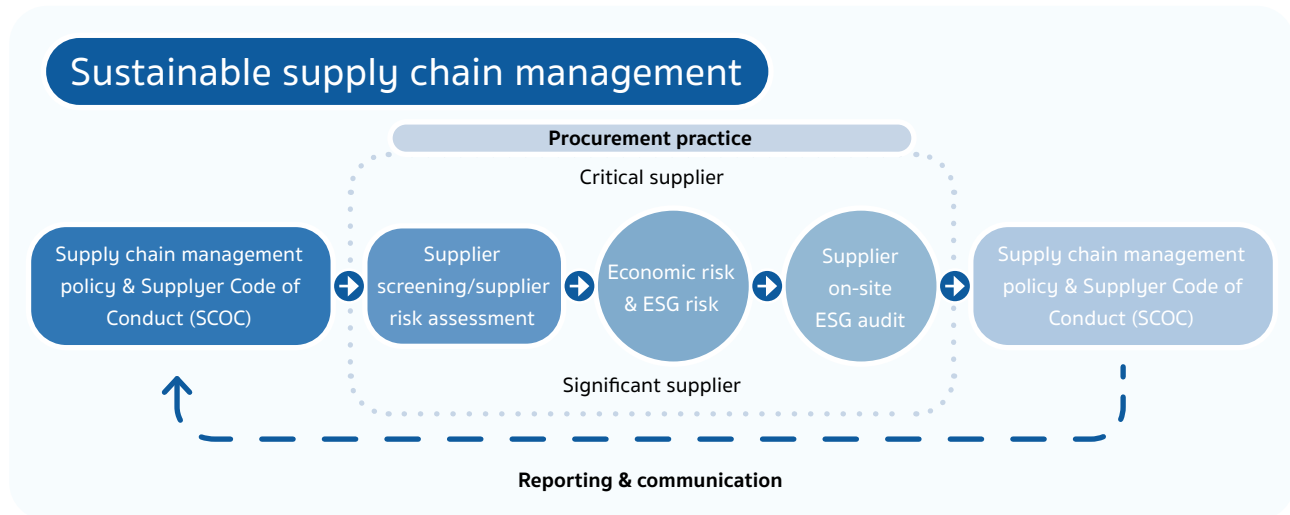 Sustainable supply chain management
Procurement practice
Critical supplier
Supply chain management
policy & Supplyer Code of
Conduct (SCOC)
Supplier
screening/supplier
risk assessment
Economic risk
& ESG risk
Supplier
on-site
ESG audit
Supply chain management
policy & Supplyer Code of
Conduct (SCOC)
Significant supplier
Reporting & communication